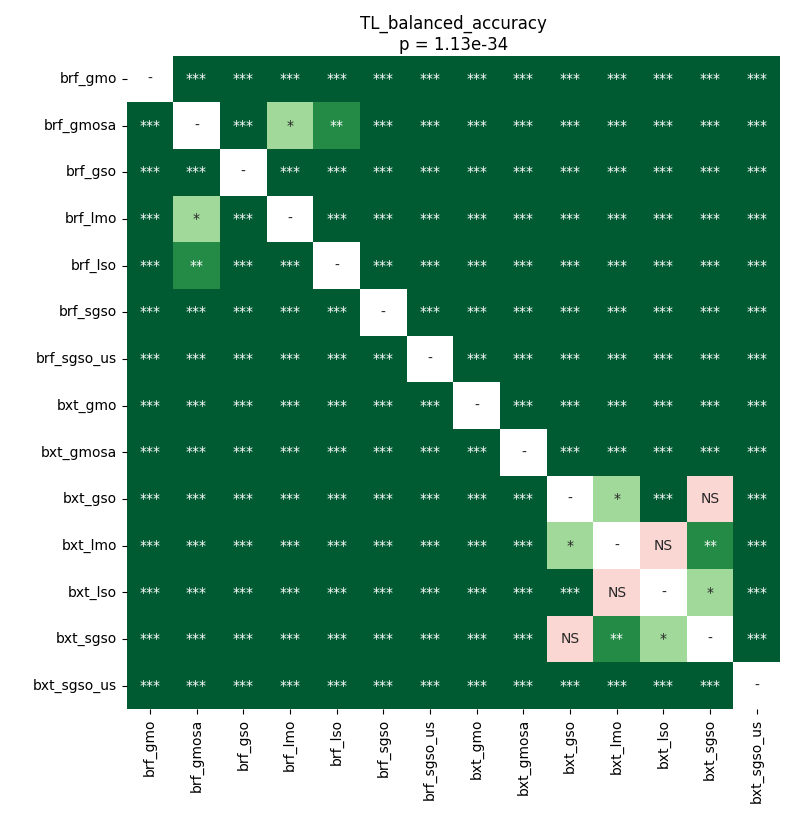 TL_balanced_accuracy
p = 1.13e-34
brf_gmo - *** *** *** *** *** *** *** *** *** *** *** *** ***
brf_gmosa *** - *** * ** *** *** *** *** *** *** *** *** ***
brf_gso *** *** - *** *** *** *** *** *** *** *** *** *** ***
brf_lmo *** * *** - *** *** *** *** *** *** *** *** *** ***
brf_lso *** ** *** *** - *** *** *** *** *** *** *** *** ***
brf_sgso *** *** *** *** *** - *** *** *** *** *** *** *** ***
brf_sgso_us *** *** *** *** *** *** - *** *** *** *** *** *** ***
bxt_gmo *** *** *** *** *** *** *** - *** *** *** *** *** ***
bxt_gmosa *** *** *** *** *** *** *** *** - *** *** *** *** ***
bxt_gso *** *** *** *** *** *** *** *** *** - * *** NS ***
bxt_lmo *** *** *** *** *** *** *** *** *** * - NS ** ***
bxt_lso *** *** *** *** *** *** *** *** *** *** NS - * ***
bxt_sgso *** *** *** *** *** *** *** *** *** NS ** * - ***
bxt_sgso_us *** *** *** *** *** *** *** *** *** *** *** *** *** -
brf_gmo brf_gmosa brf_gso brf_lmo brf_lso brf_sgso brf_sgso_us bxt_gmo bxt_gmosa bxt_gso bxt_lmo bxt_lso bxt_sgso bxt_sgso_us